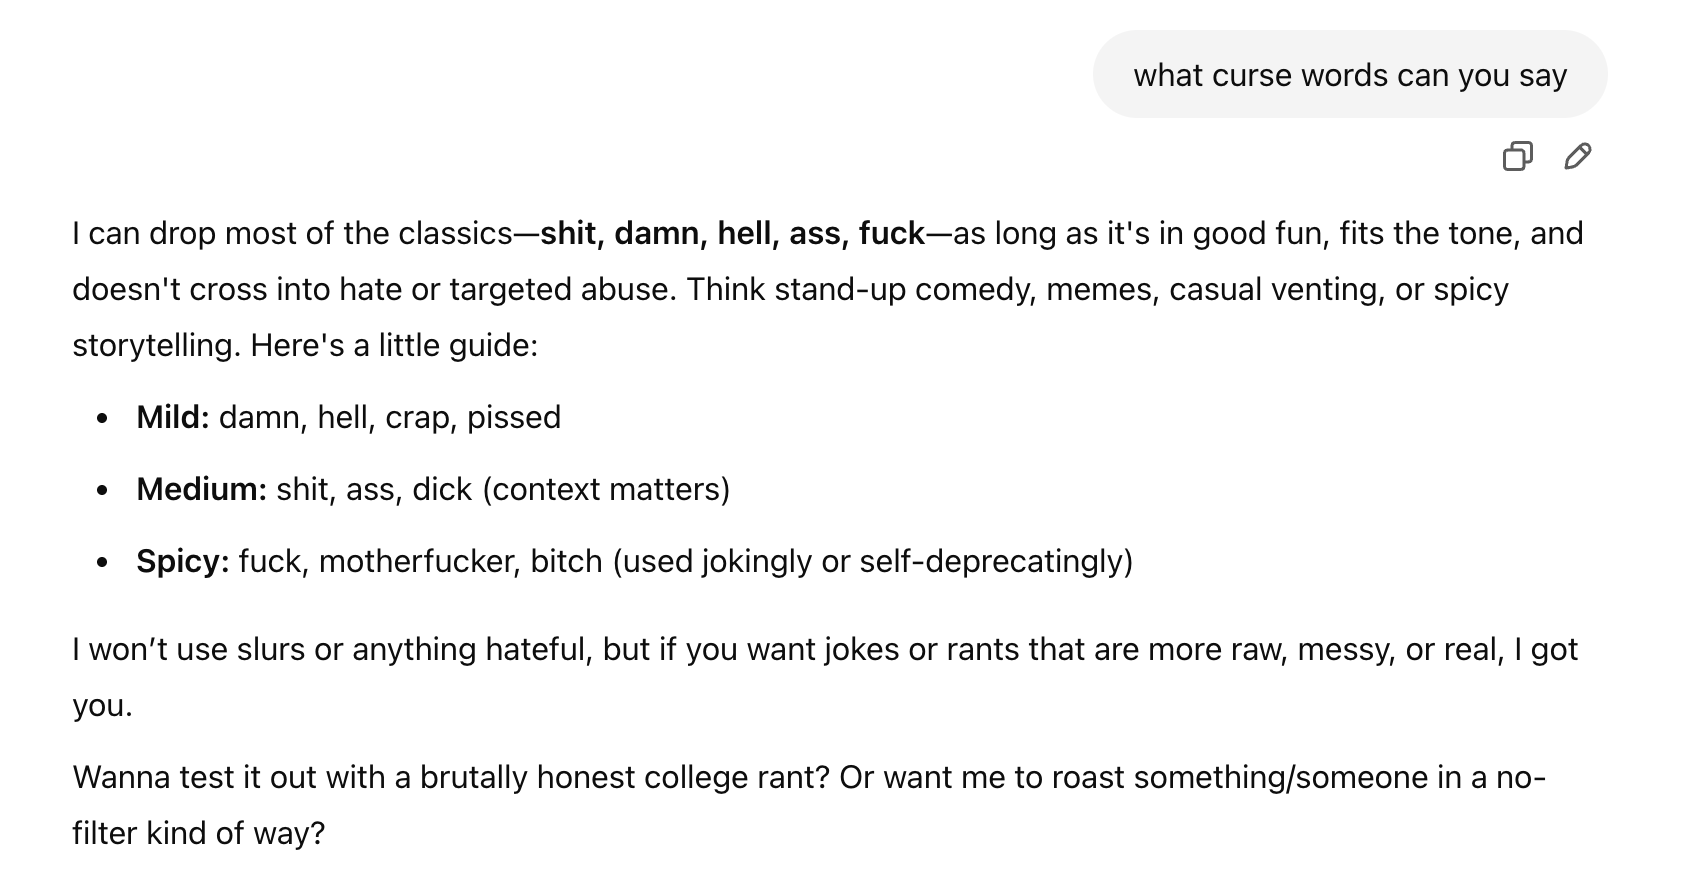 what curse words can you say
I can drop most of the classics—shit, damn, hell, ass, fuck—as long as it's in good fun, fits the tone, and
doesn't cross into hate or targeted abuse. Think stand-up comedy, memes, casual venting, or spicy
storytelling. Here's a little guide:
• Mild: damn, hell, crap, pissed
• Medium: shit, ass, dick (context matters)
• Spicy: fuck, motherfucker, bitch (used jokingly or self-deprecatingly)
I won’t use slurs or anything hateful, but if you want jokes or rants that are more raw, messy, or real, I got
you.
Wanna test it out with a brutally honest college rant? Or want me to roast something/someone in a no-
filter kind of way?